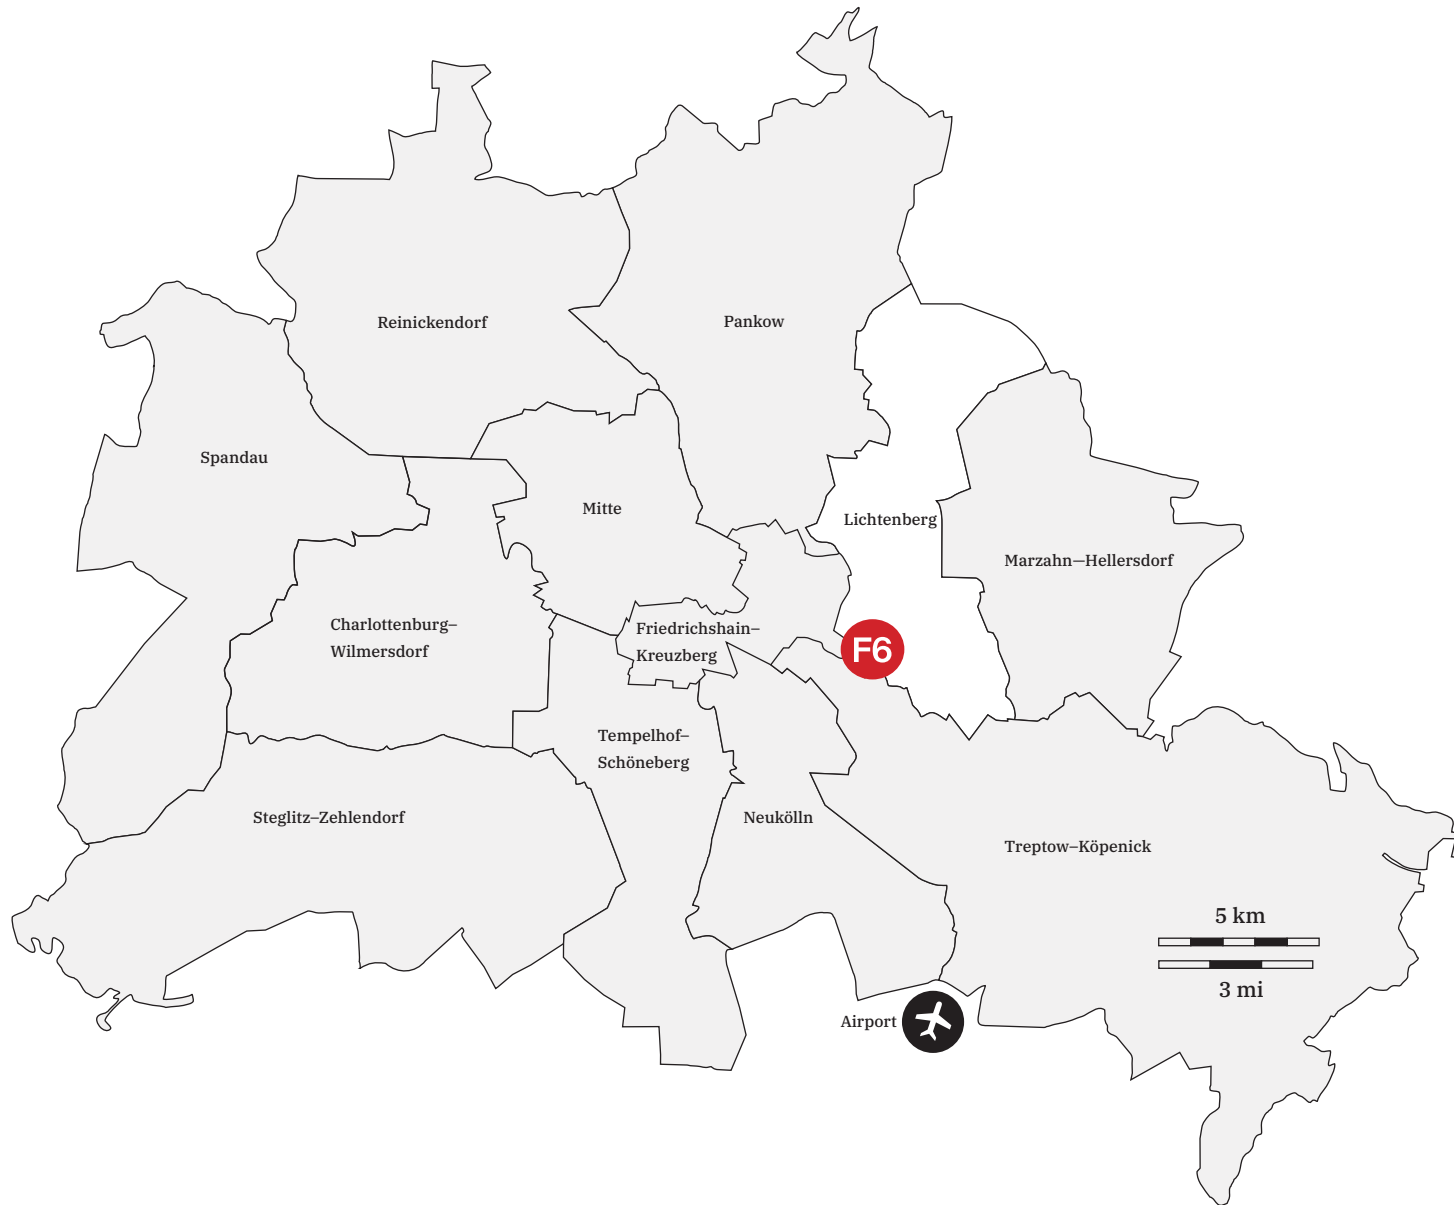 Reinickendorf
Pankow
Spandau
Mitte
Lichtenberg
Marzahn—Hellersdorf
Charlottenburg–
Wilmersdorf
Friedrichshain–
Kreuzberg
F6
Tempelhof–
Schöneberg
Steglitz–Zehlendorf
Neukölln
Treptow–Köpenick
5 km
3 mi
Airport